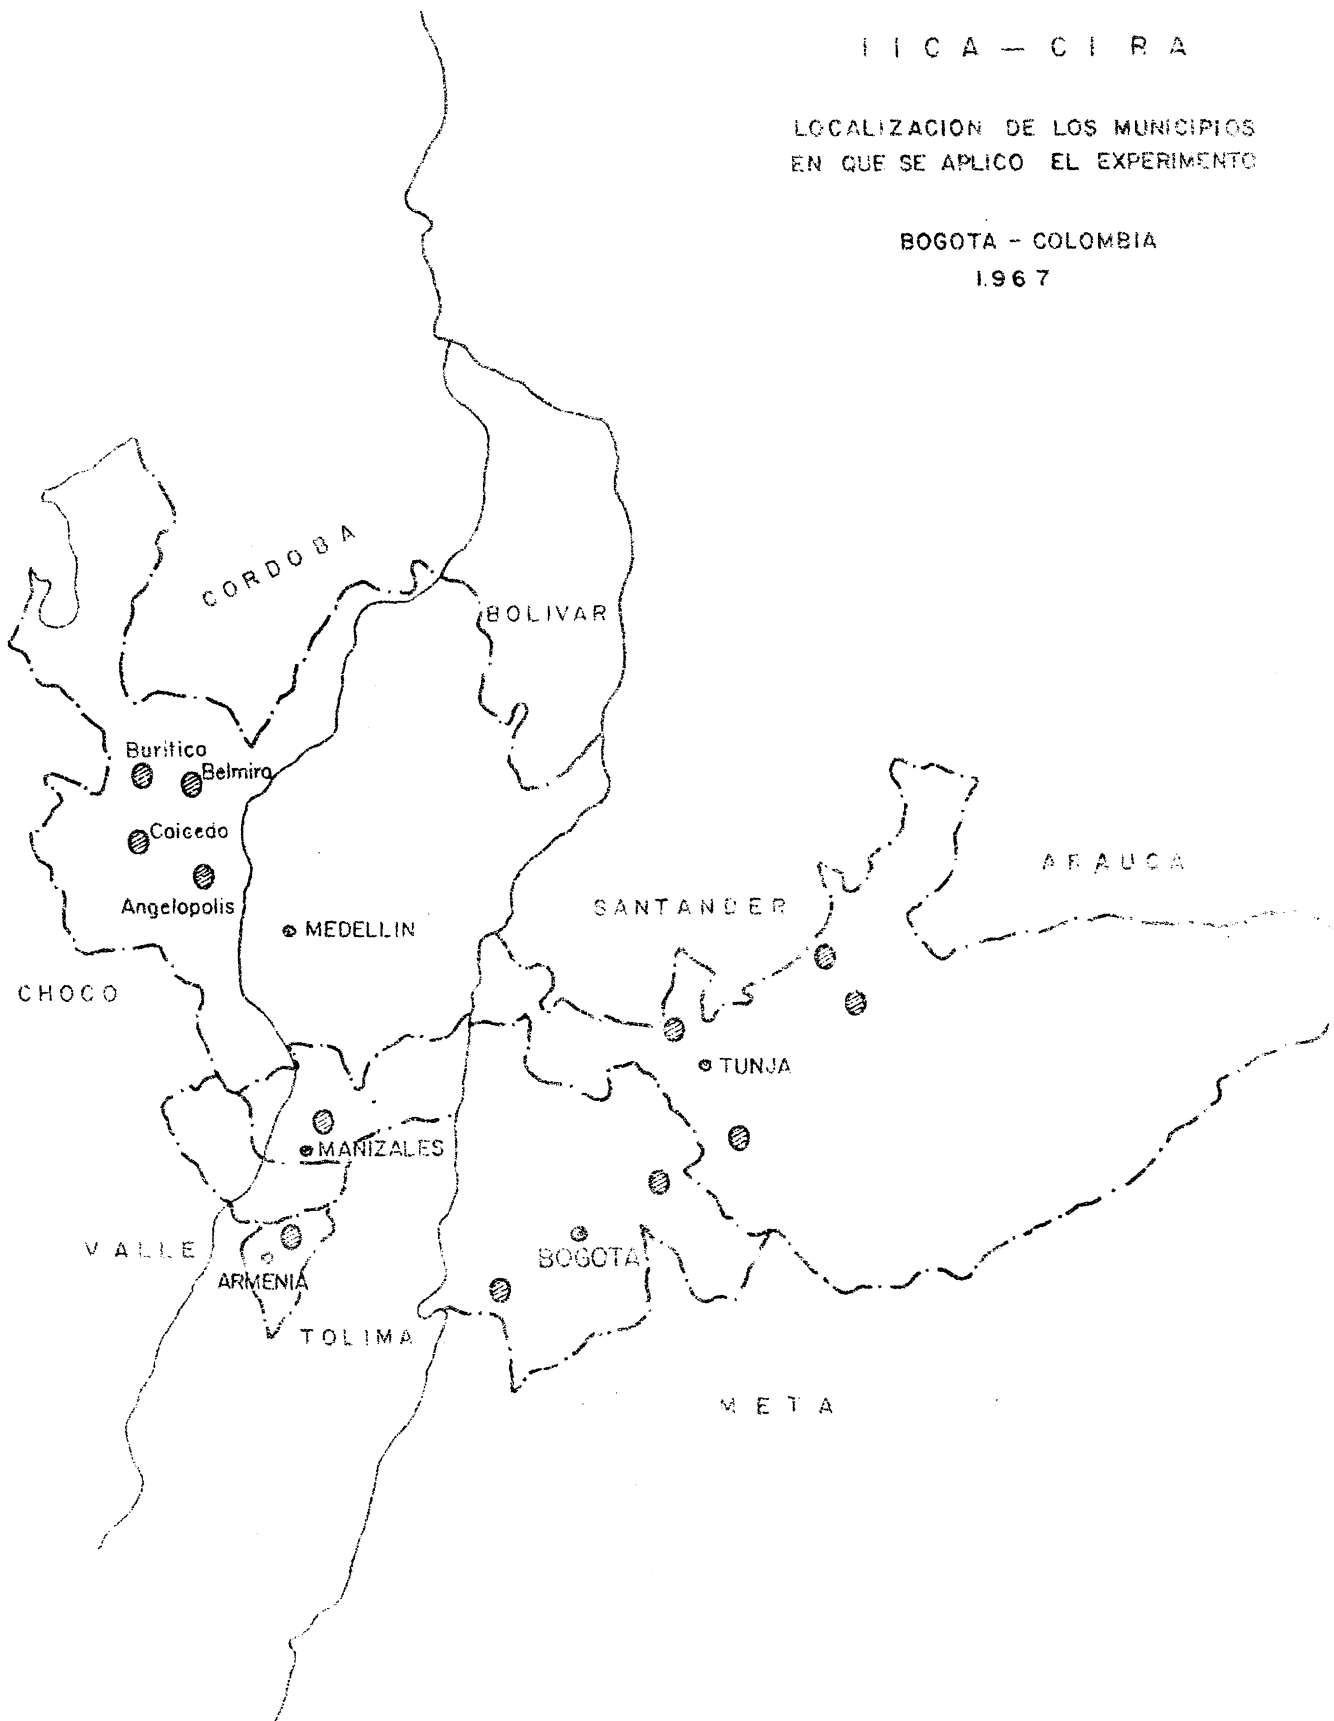 IICA — CIRA
LOCALIZACION DE LOS MUNICIPIOS
EN QUE SE APLICO EL EXPERIMENTO
BOGOTA - COLOMBIA
1.967
CORDOBA
BOLIVAR
Buritico
Belmira
Caicedo
Angelopolis
MEDELLIN
SANTANDER
ARAUCA
CHOCO
TUNJA
MANIZALES
VALLE
ARMENIA
BOGOTA
TOLIMA
META